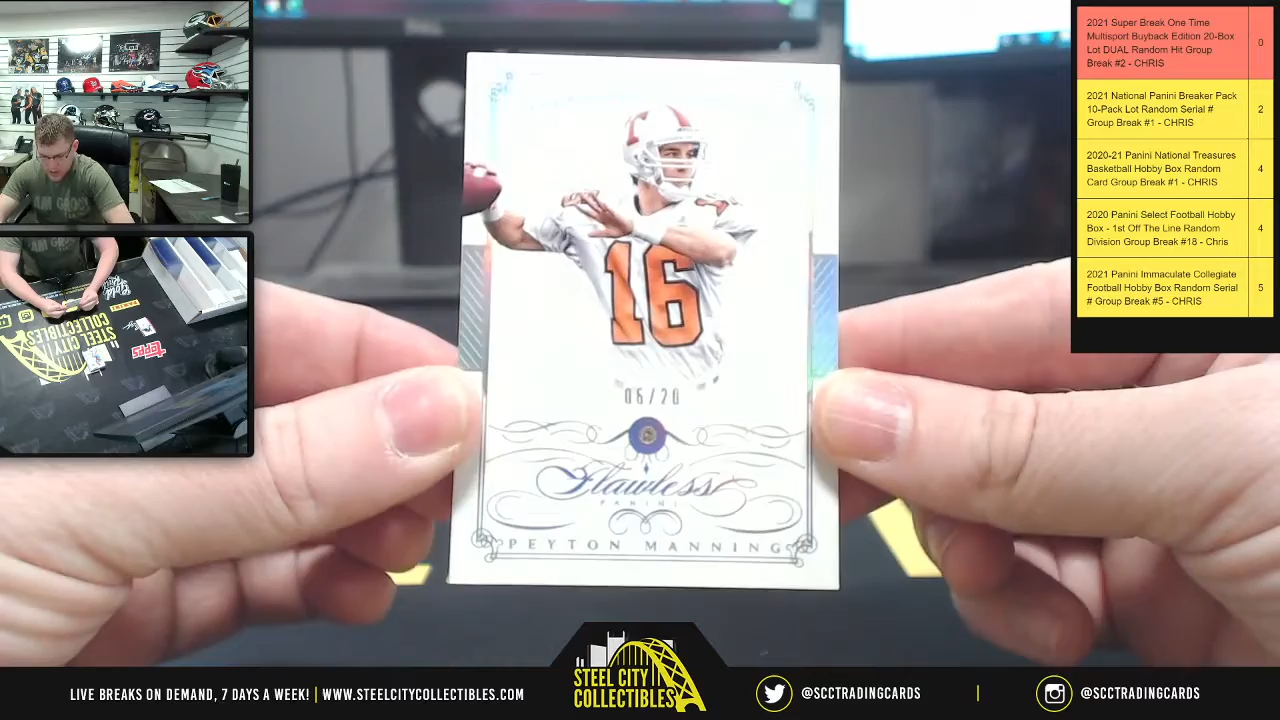 2021 Super Break One Time
Multisport Buyback Edition 20-Box
Lot DUAL Random Hit Group
Break #2 - CHRIS
0
2021 National Panini Breaker Pack
10-Pack Lot Random Serial #
Group Break #1 - CHRIS
2
2020-21 Panini National Treasures
Basketball Hobby Box Random
Card Group Break #1 - CHRIS
4
2020 Panini Select Football Hobby
Box - 1st Off The Line Random
Division Group Break #18 - Chris
4
2021 Panini Immaculate Collegiate
Football Hobby Box Random Serial
# Group Break #5 - CHRIS
5
16
06/20
Flawless
PANINI
PEYTON MANNING
STEEL CITY
COLLECTIBLES
topps
LIVE BREAKS ON DEMAND, 7 DAYS A WEEK! | WWW.STEELCITYCOLLECTIBLES.COM
STEEL CITY
COLLECTIBLES
@SCCTRADINGCARDS
@SCCTRADINGCARDS